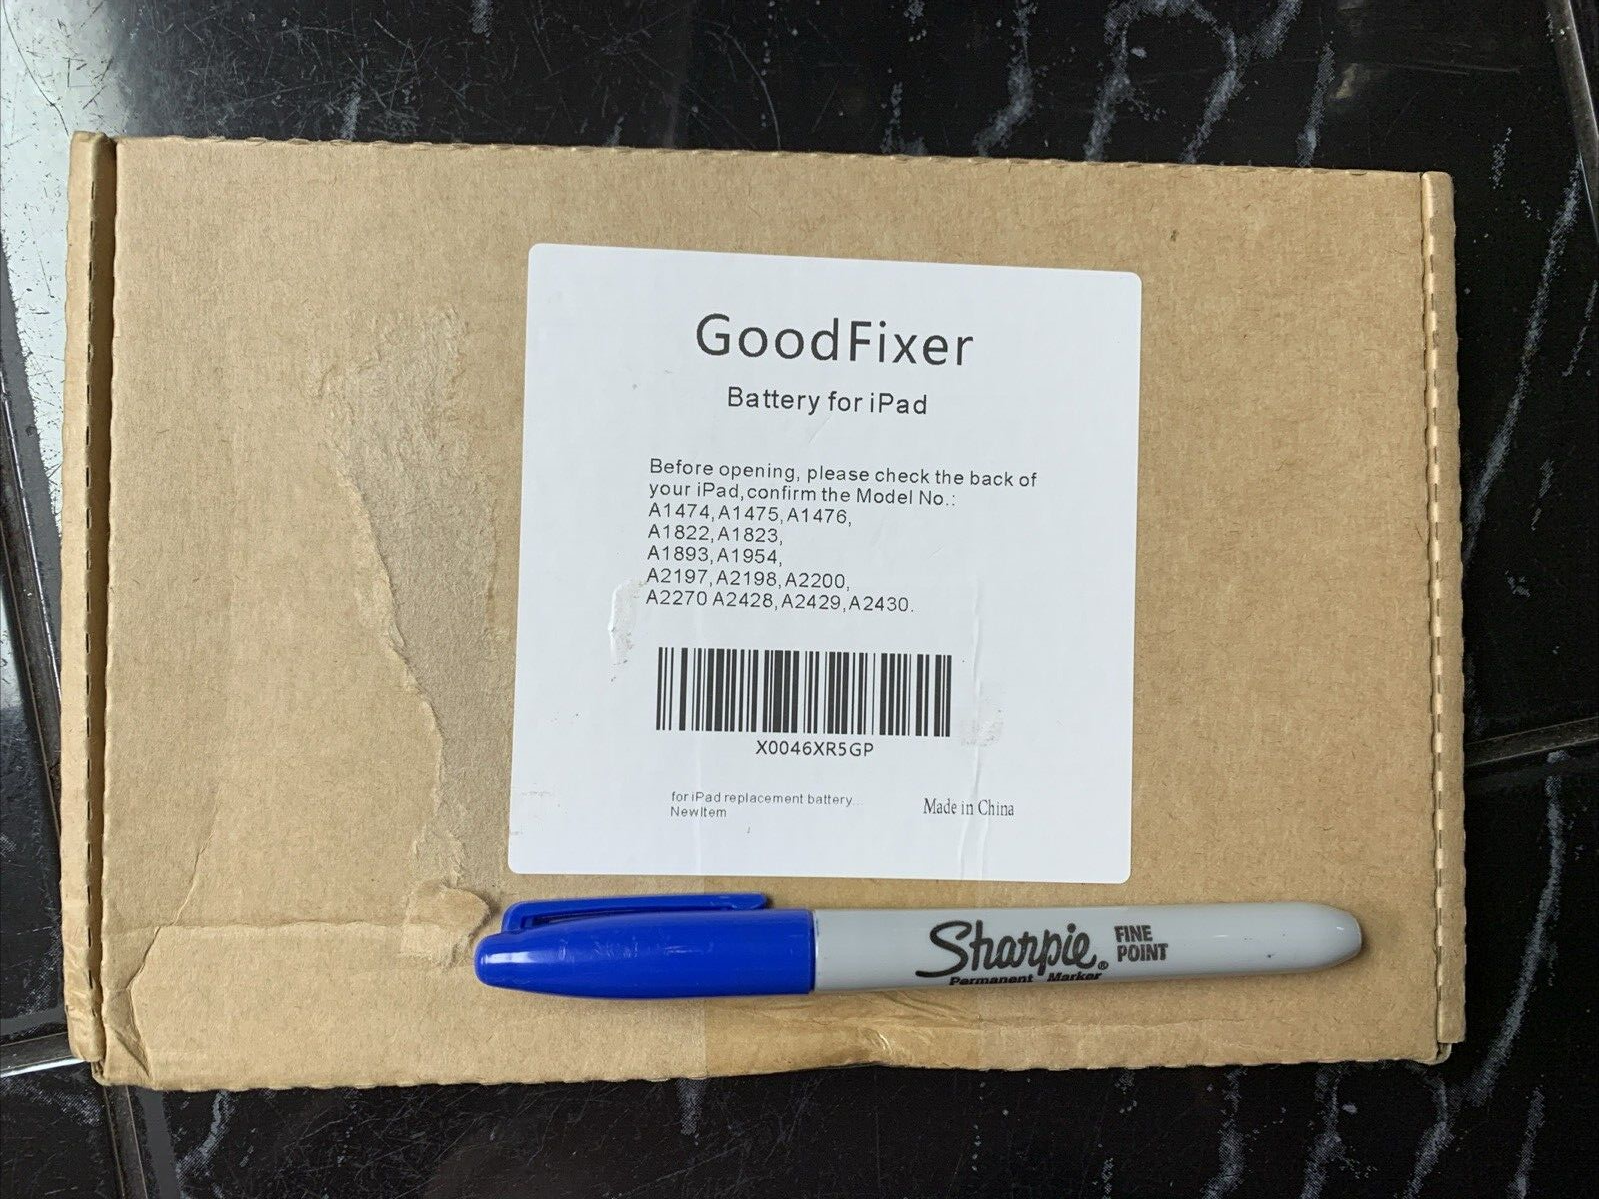 GoodFixer
Battery for iPad
Before opening, please check the back of
your iPad,confirm the Model No.:
A1474,A1475,A1476,
A1822,A1823,
A1893,A1954,
A2197,A2198,A2200,
A2270 A2428,A2429,A2430.
X0046XR5GP
for iPad replacement battery...
NewItem
Made in China
Sharpie®
Permanent Marker
FINE
POINT